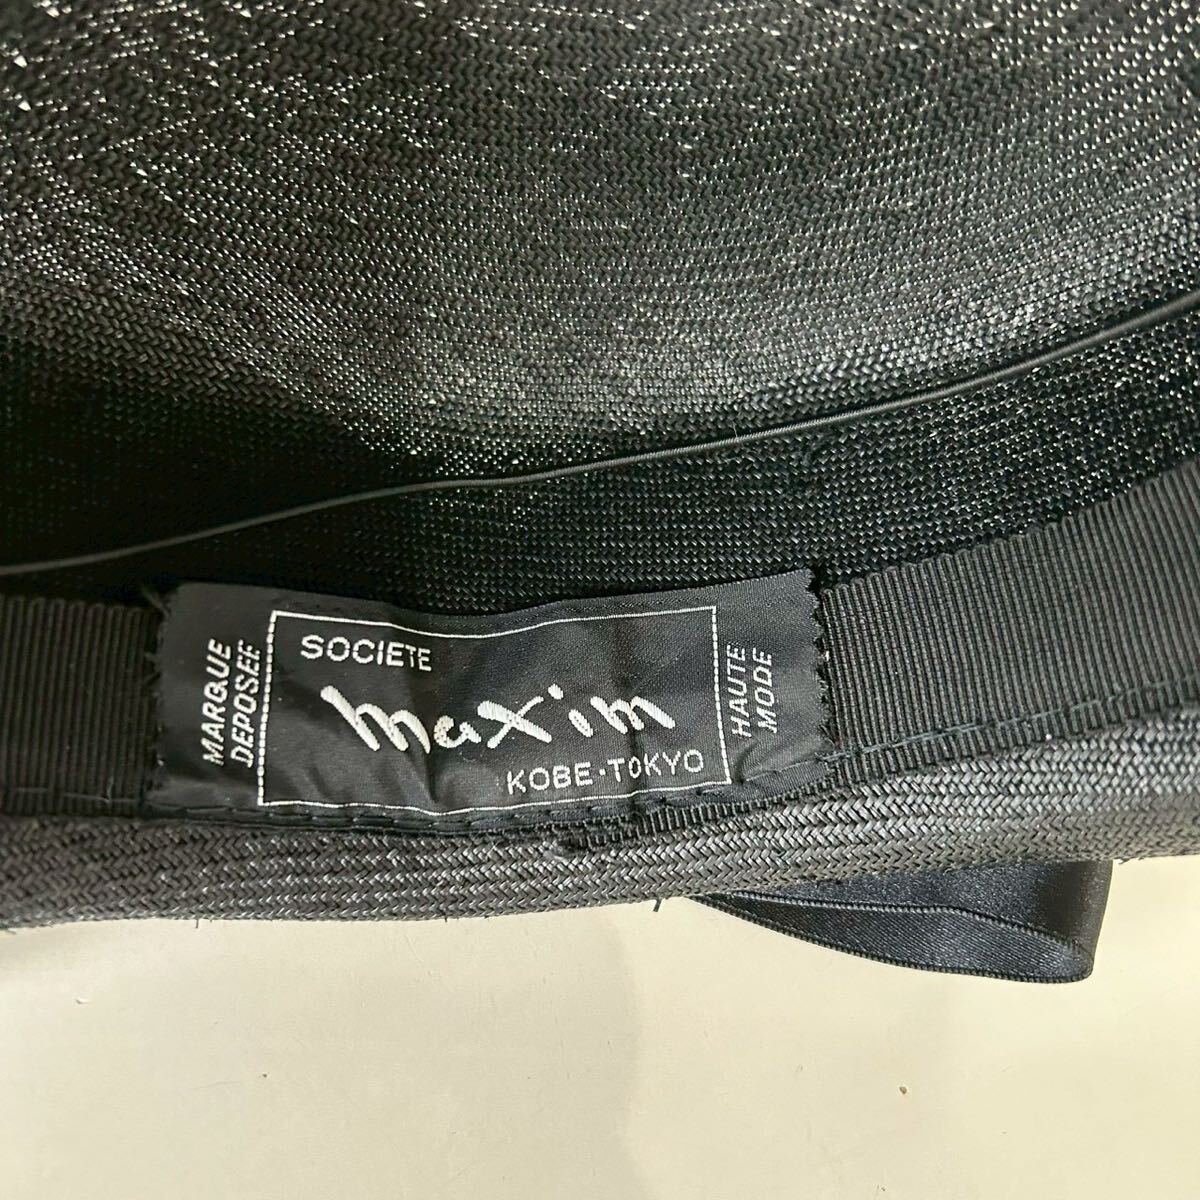 MARQUE
DEPOSEE
SOCIETE
maxim
KOBE·TOKYO
HAUTE
MODE